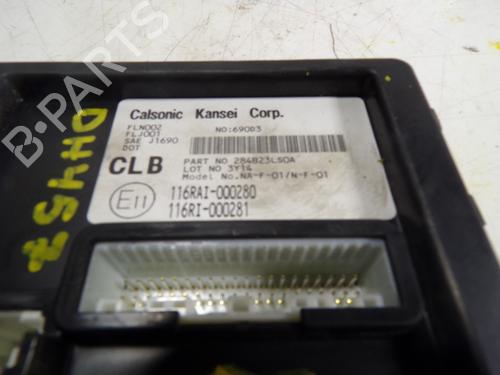 Calsonic Kansei Corp.
FLN002 NO:690D3
FLJ001
SAE J1690
DOT
CLB
PART NO 284B23LS0A
LOT NO 3Y14
Model No.NA-F-01/N-F-01
E11
116RAI-000280
116RI-000281
B-PARTS